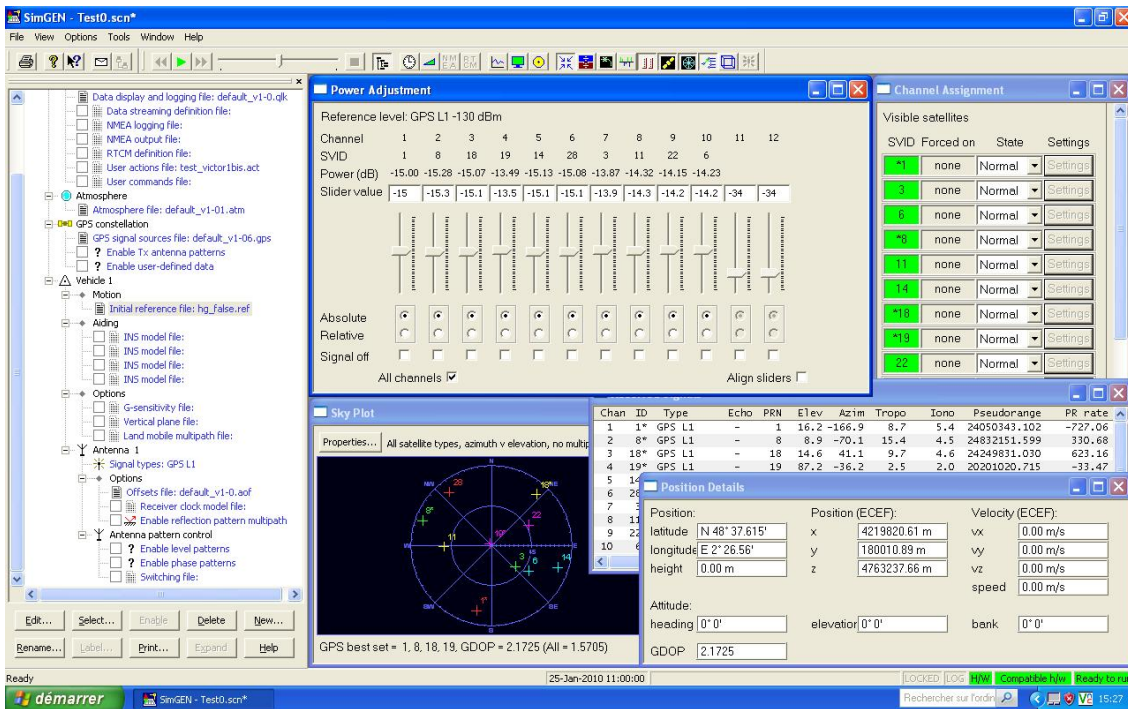 SimGEN - Test0.scn*
File View Options Tools Window Help
Data display and logging file: default_v1-0.qlk
Data streaming definition file:
NMEA logging file:
NMEA output file:
RTCM definition file:
User actions file: test_victor1bis.act
User commands file:
Atmosphere
Atmosphere file: default_v1-01.atm
GPS constellation
GPS signal sources file: default_v1-06.gps
? Enable Tx antenna patterns
? Enable user-defined data
Vehicle 1
Motion
Initial reference file: hg_false.ref
Aiding
INS model file:
INS model file:
INS model file:
INS model file:
Options
G-sensitivity file:
Vertical plane file:
Land mobile multipath file:
Antenna 1
Signal types: GPS L1
Options
Offsets file: default_v1-0.aof
Receiver clock model file:
Enable reflection pattern multipath
Antenna pattern control
? Enable level patterns
? Enable phase patterns
Switching file:
Edit... Select... Enable Delete New...
Rename... Label... Print... Expand Help
Power Adjustment
Reference level: GPS L1 -130 dBm
Channel 1 2 3 4 5 6 7 8 9 10 11 12
SVID 1 8 18 19 14 28 3 11 22 6
Power (dB) -15.00 -15.28 -15.07 -13.49 -15.13 -15.08 -13.87 -14.32 -14.15 -14.23
Slider value -15 -15.3 -15.1 -13.5 -15.1 -15.1 -13.9 -14.3 -14.2 -14.2 -34 -34
Absolute
Relative
Signal off
All channels Align sliders
Channel Assignment
Visible satellites
SVID Forced on State Settings
*1 none Normal Settings
3 none Normal Settings
6 none Normal Settings
*8 none Normal Settings
11 none Normal Settings
14 none Normal Settings
*18 none Normal Settings
*19 none Normal Settings
22 none Normal Settings
Sky Plot
Properties... All satellite types, azimuth v elevation, no multip
GPS best set = 1, 8, 18, 19, GDOP = 2.1725 (All = 1.5705)
Chan ID Type Echo PRN Elev Azim Tropo Iono Pseudorange PR rate
1 1* GPS L1 - 1 16.2 -166.9 8.7 5.4 24050343.102 -727.06
2 8* GPS L1 - 8 8.9 -70.1 15.4 4.5 24832151.599 330.68
3 18* GPS L1 - 18 14.6 41.1 9.7 4.6 24249831.030 623.16
4 19* GPS L1 - 19 87.2 -36.2 2.5 2.0 20201020.715 -33.47
5 14
6 28
7 3
8 11
9 22
10 6
Position Details
Position: Position (ECEF): Velocity (ECEF):
latitude N 48° 37.615' x 4219820.61 m vx 0.00 m/s
longitude E 2° 26.56' y 180010.89 m vy 0.00 m/s
height 0.00 m z 4763237.66 m vz 0.00 m/s
speed 0.00 m/s
Attitude:
heading 0° 0' elevation 0° 0' bank 0° 0'
GDOP 2.1725
Ready 25-Jan-2010 11:00:00 LOCKED LOG H/W Compatible h/w Ready to run
démarrer SimGEN - Test0.scn* Rechercher sur l'ordin 15:27